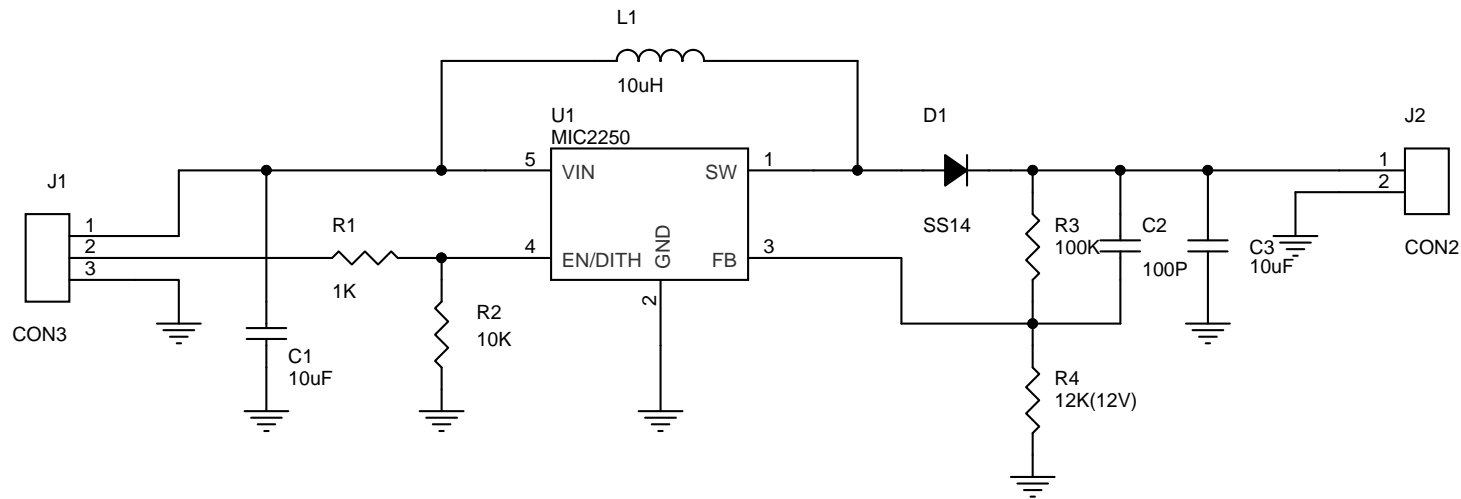 L1
10uH
U1
MIC2250
D1
J2
5
VIN
SW
1
1
2
J1
1
2
3
R1
SS14
R3
100K
C2
100P
C3
10uF
CON2
4
EN/DITH
GND
FB
3
1K
2
R2
10K
CON3
C1
10uF
R4
12K(12V)